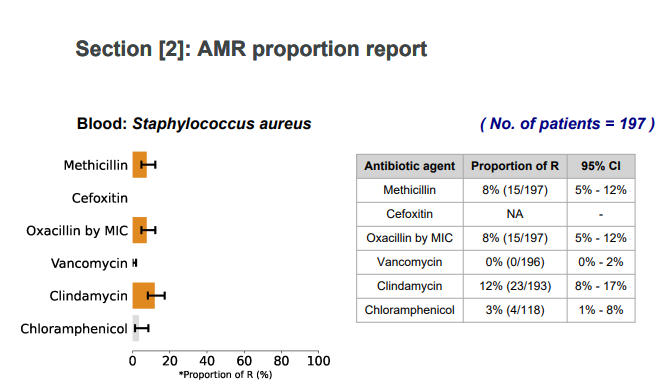 Section [2]: AMR proportion report
Blood: Staphylococcus aureus
( No. of patients = 197 )
Methicillin
Cefoxitin
Oxacillin by MIC
Vancomycin
Clindamycin
Chloramphenicol
0 20 40 60 80 100
*Proportion of R (%)
Antibiotic agent Proportion of R 95% CI
Methicillin 8% (15/197) 5% - 12%
Cefoxitin NA -
Oxacillin by MIC 8% (15/197) 5% - 12%
Vancomycin 0% (0/196) 0% - 2%
Clindamycin 12% (23/193) 8% - 17%
Chloramphenicol 3% (4/118) 1% - 8%